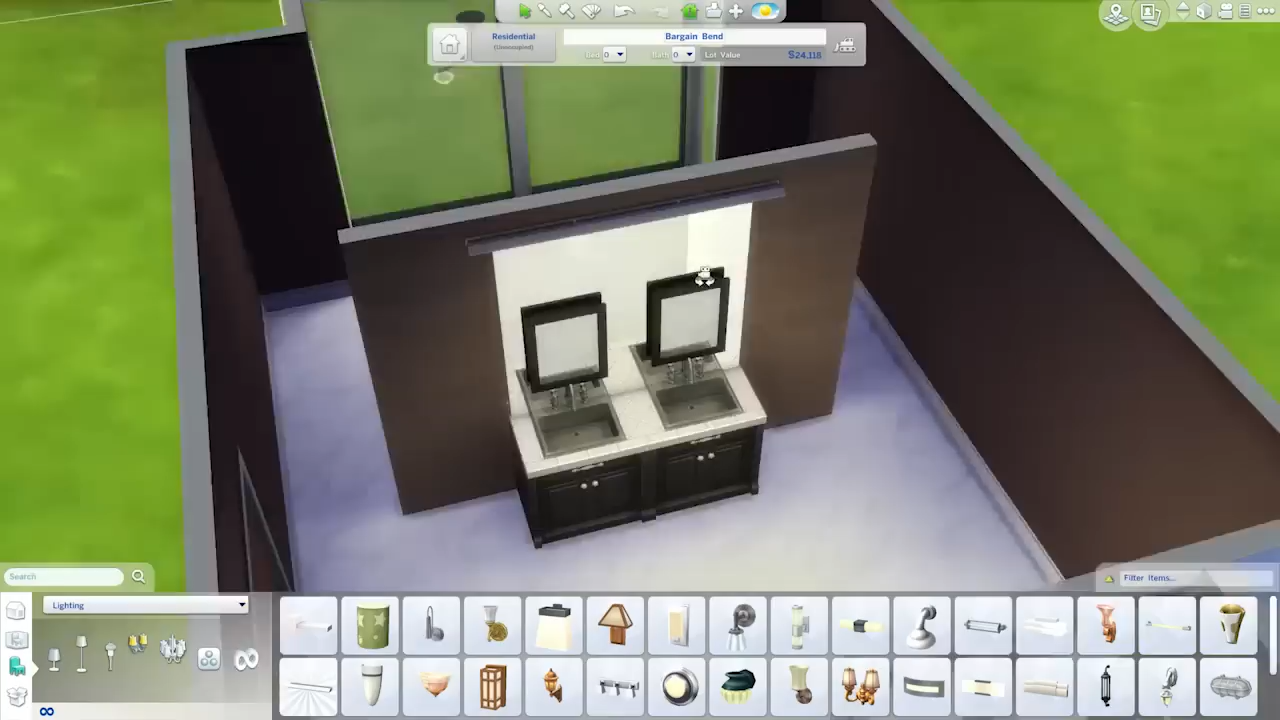 Residential
(Unoccupied)
Bargain Bend
Bed 0
Bath 0
Lot Value
§24,118
Search
Filter Items...
Lighting